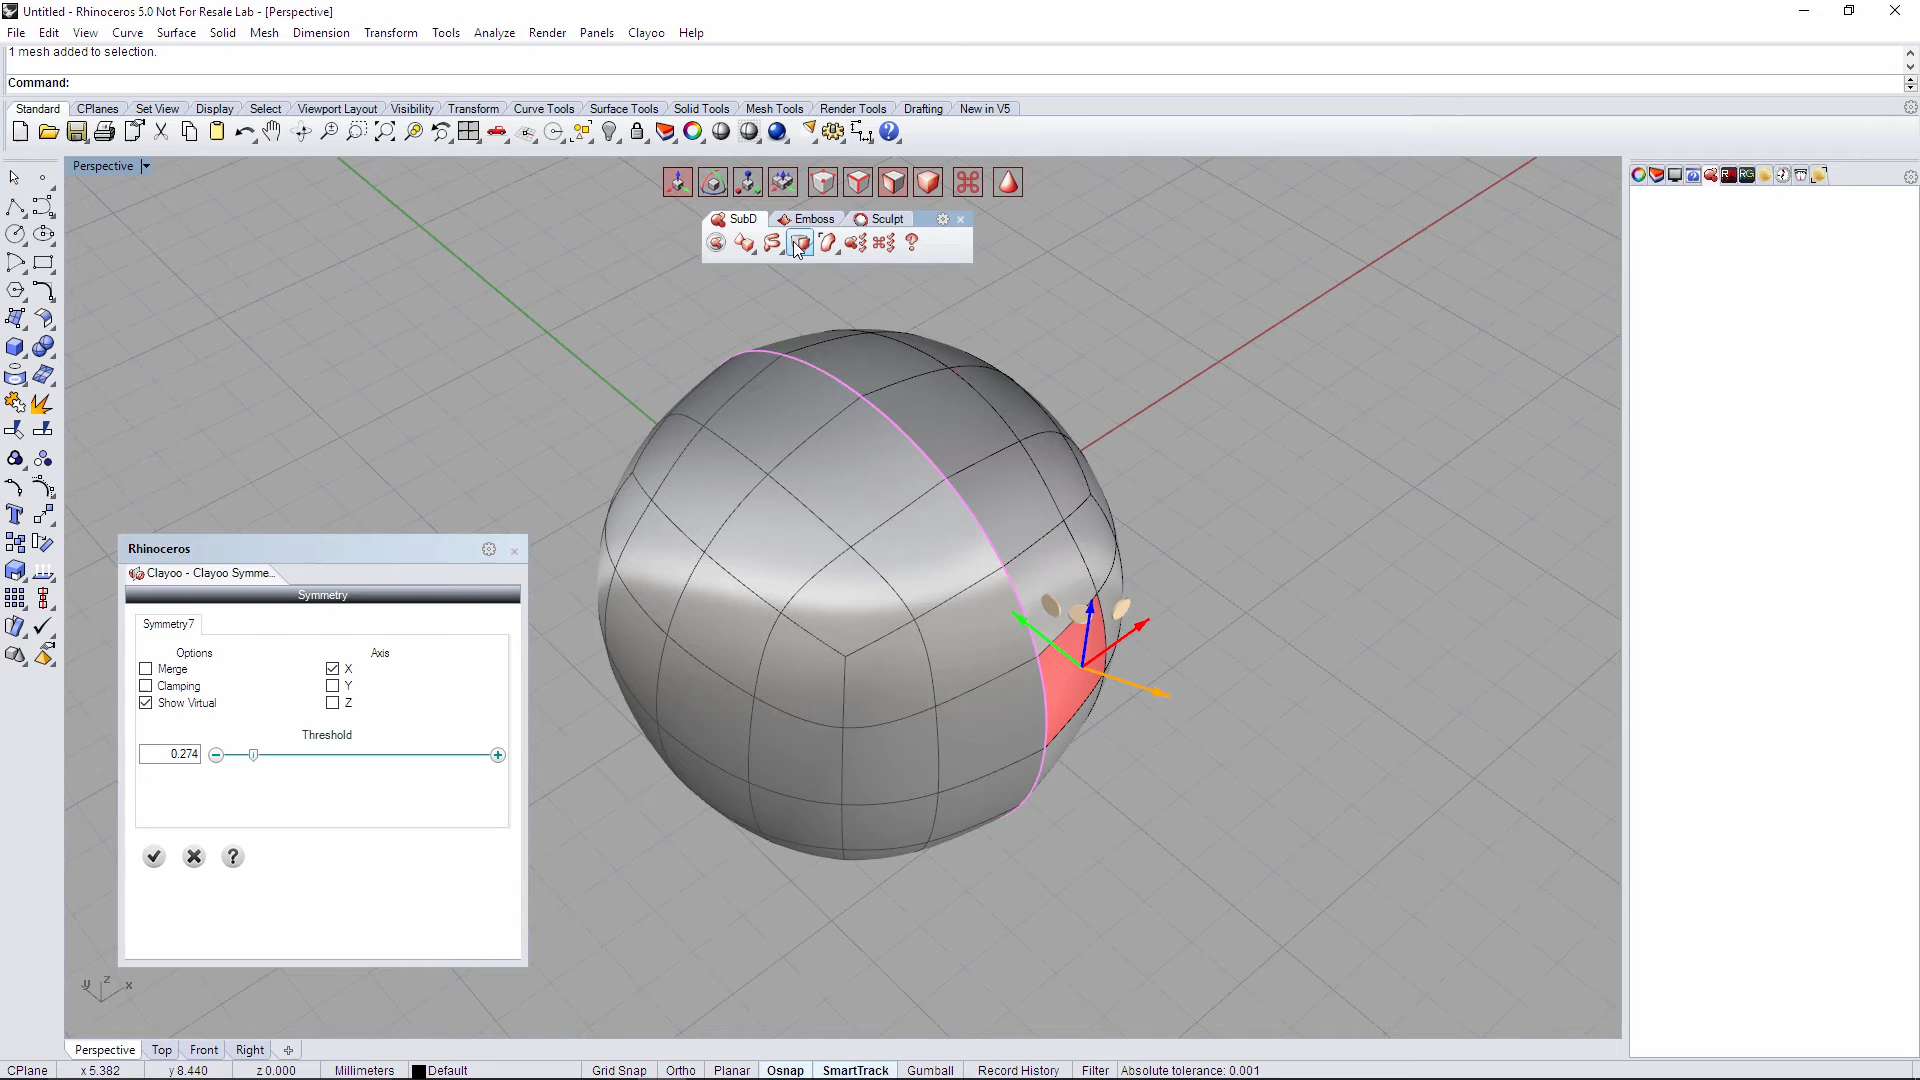 Untitled - Rhinoceros 5.0 Not For Resale Lab - [Perspective]
File Edit View Curve Surface Solid Mesh Dimension Transform Tools Analyze Render Panels Clayoo Help
1 mesh added to selection.
Command:
Standard CPlanes Set View Display Select Viewport Layout Visibility Transform Curve Tools Surface Tools Solid Tools Mesh Tools Render Tools Drafting New in V5
Perspective
SubD Emboss Sculpt
Rhinoceros
Clayoo - Clayoo Symme...
Symmetry
Symmetry7
Options Axis
Merge X
Clamping Y
Show Virtual Z
Threshold
0.274
y z x
Perspective Top Front Right
CPlane x 5.382 y 8.440 z 0.000 Millimeters Default Grid Snap Ortho Planar Osnap SmartTrack Gumball Record History Filter Absolute tolerance: 0.001